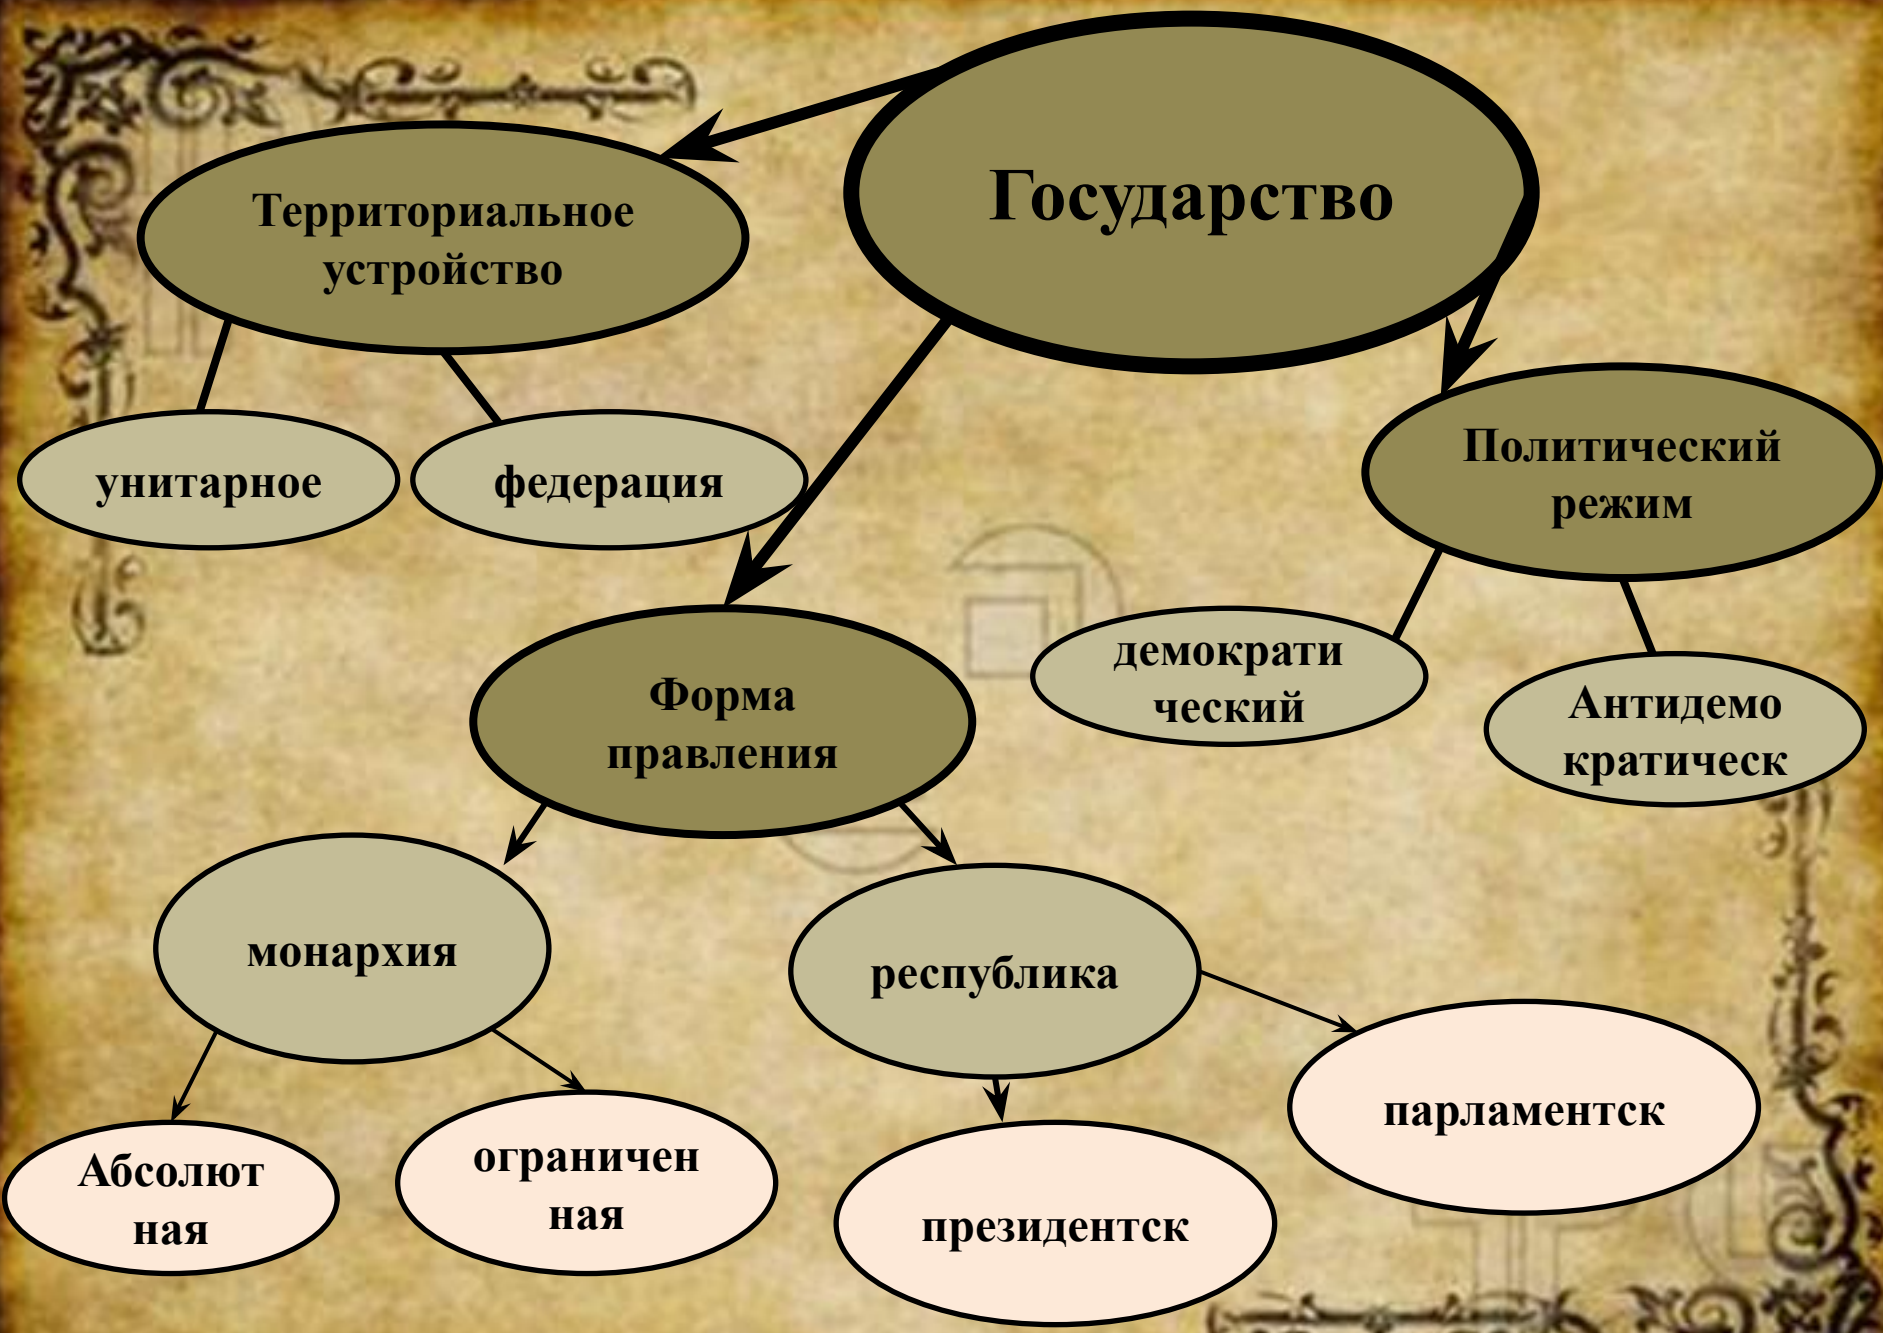 Государство
Территориальное
устройство
унитарное
федерация
Политический
режим
демократи
ческий
Антидемо
кратическ
Форма
правления
монархия
республика
Абсолют
ная
ограничен
ная
президентск
парламентск